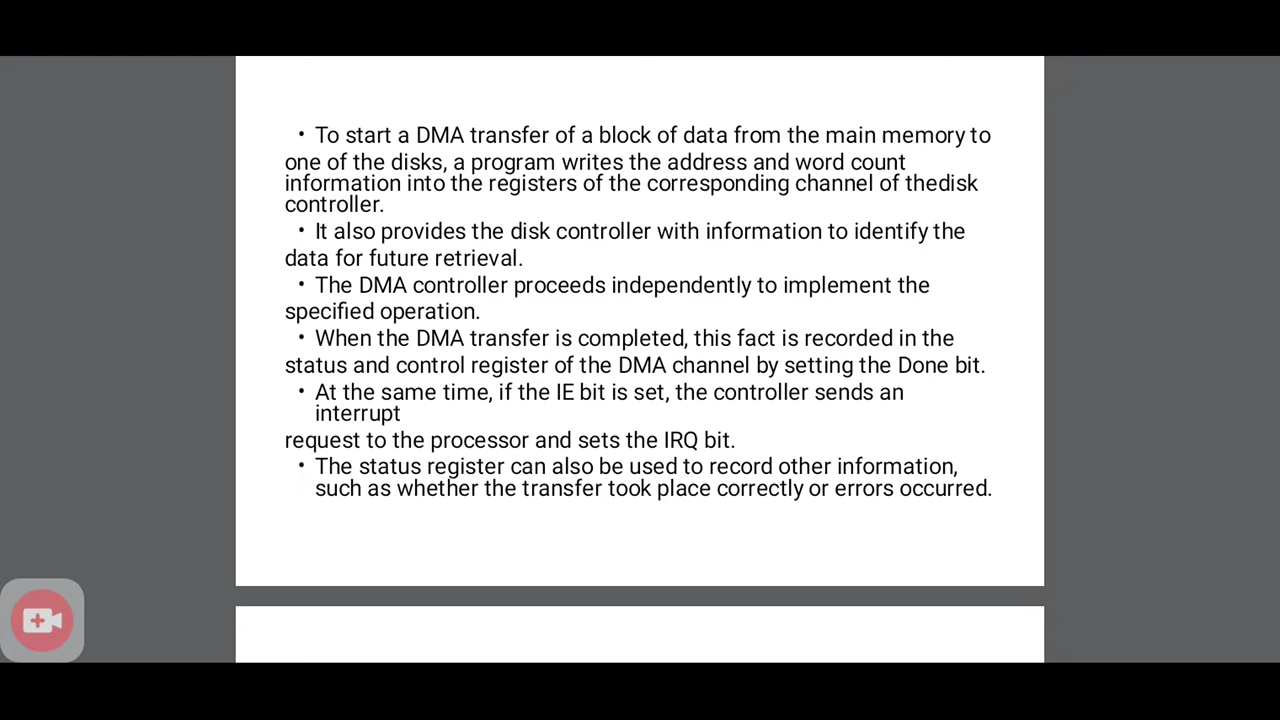 • To start a DMA transfer of a block of data from the main memory to
one of the disks, a program writes the address and word count
information into the registers of the corresponding channel of thedisk
controller.
• It also provides the disk controller with information to identify the
data for future retrieval.
• The DMA controller proceeds independently to implement the
specified operation.
• When the DMA transfer is completed, this fact is recorded in the
status and control register of the DMA channel by setting the Done bit.
• At the same time, if the IE bit is set, the controller sends an
interrupt
request to the processor and sets the IRQ bit.
• The status register can also be used to record other information,
such as whether the transfer took place correctly or errors occurred.